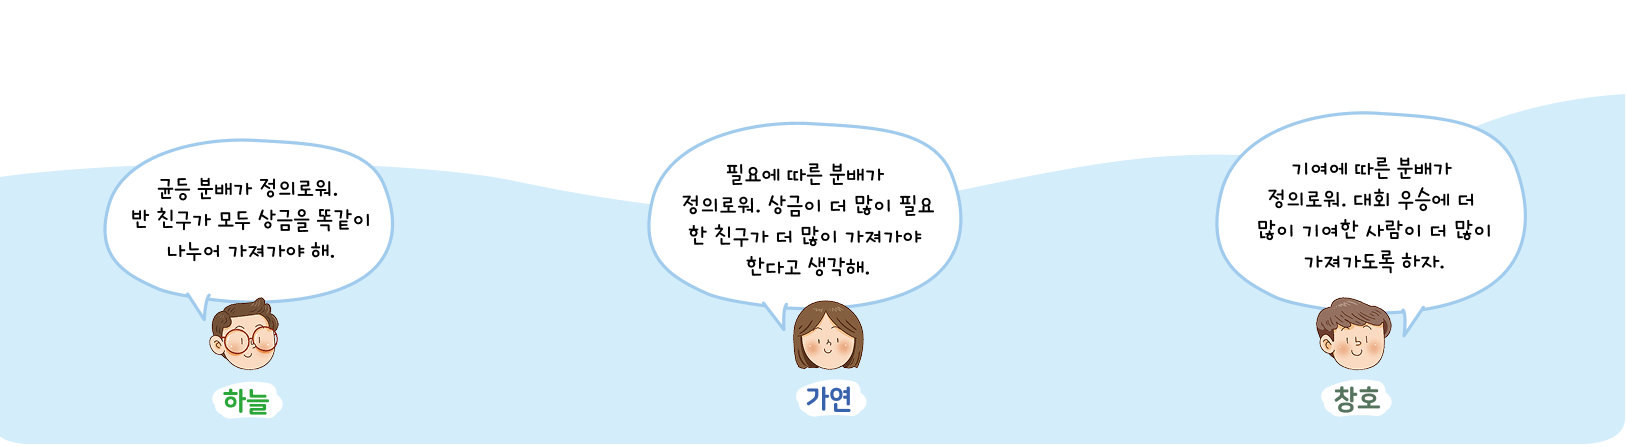 균등 분배가 정의로워.
반 친구가 모두 상금을 똑같이
나누어 가져가야 해.
하늘
필요에 따른 분배가
정의로워. 상금이 더 많이 필요
한 친구가 더 많이 가져가야
한다고 생각해.
가연
기여에 따른 분배가
정의로워. 대회 우승에 더
많이 기여한 사람이 더 많이
가져가도록 하자.
창호